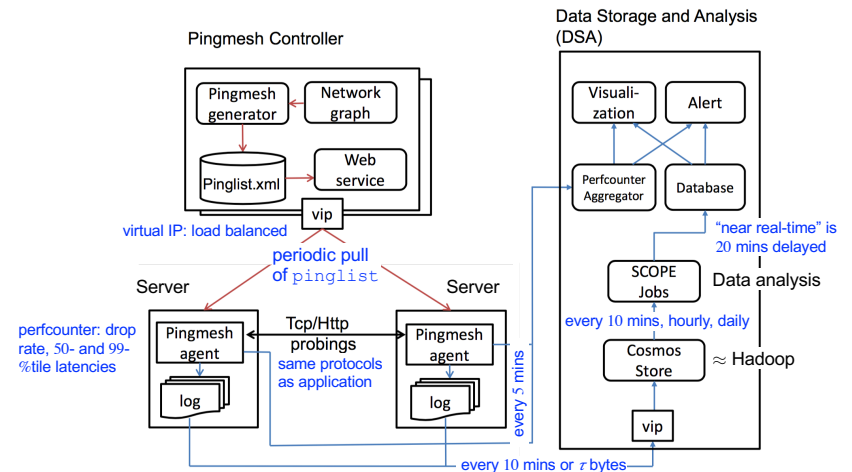 Data Storage and Analysis
(DSA)
Pingmesh Controller
Pingmesh
generator
Network
graph
Pinglist.xml
Web
service
vip
virtual IP: load balanced
periodic pull
of pinglist
Server
Server
perfcounter: drop
rate, 50- and 99-
%tile latencies
Pingmesh
agent
log
Tcp/Http
probings
same protocols
as application
Pingmesh
agent
log
every 5 mins
every 10 mins or τ bytes
Visuali-
zation
Alert
Perfcounter
Aggregator
Database
"near real-time" is
20 mins delayed
SCOPE
Jobs
Data analysis
every 10 mins, hourly, daily
Cosmos
Store
≈ Hadoop
vip